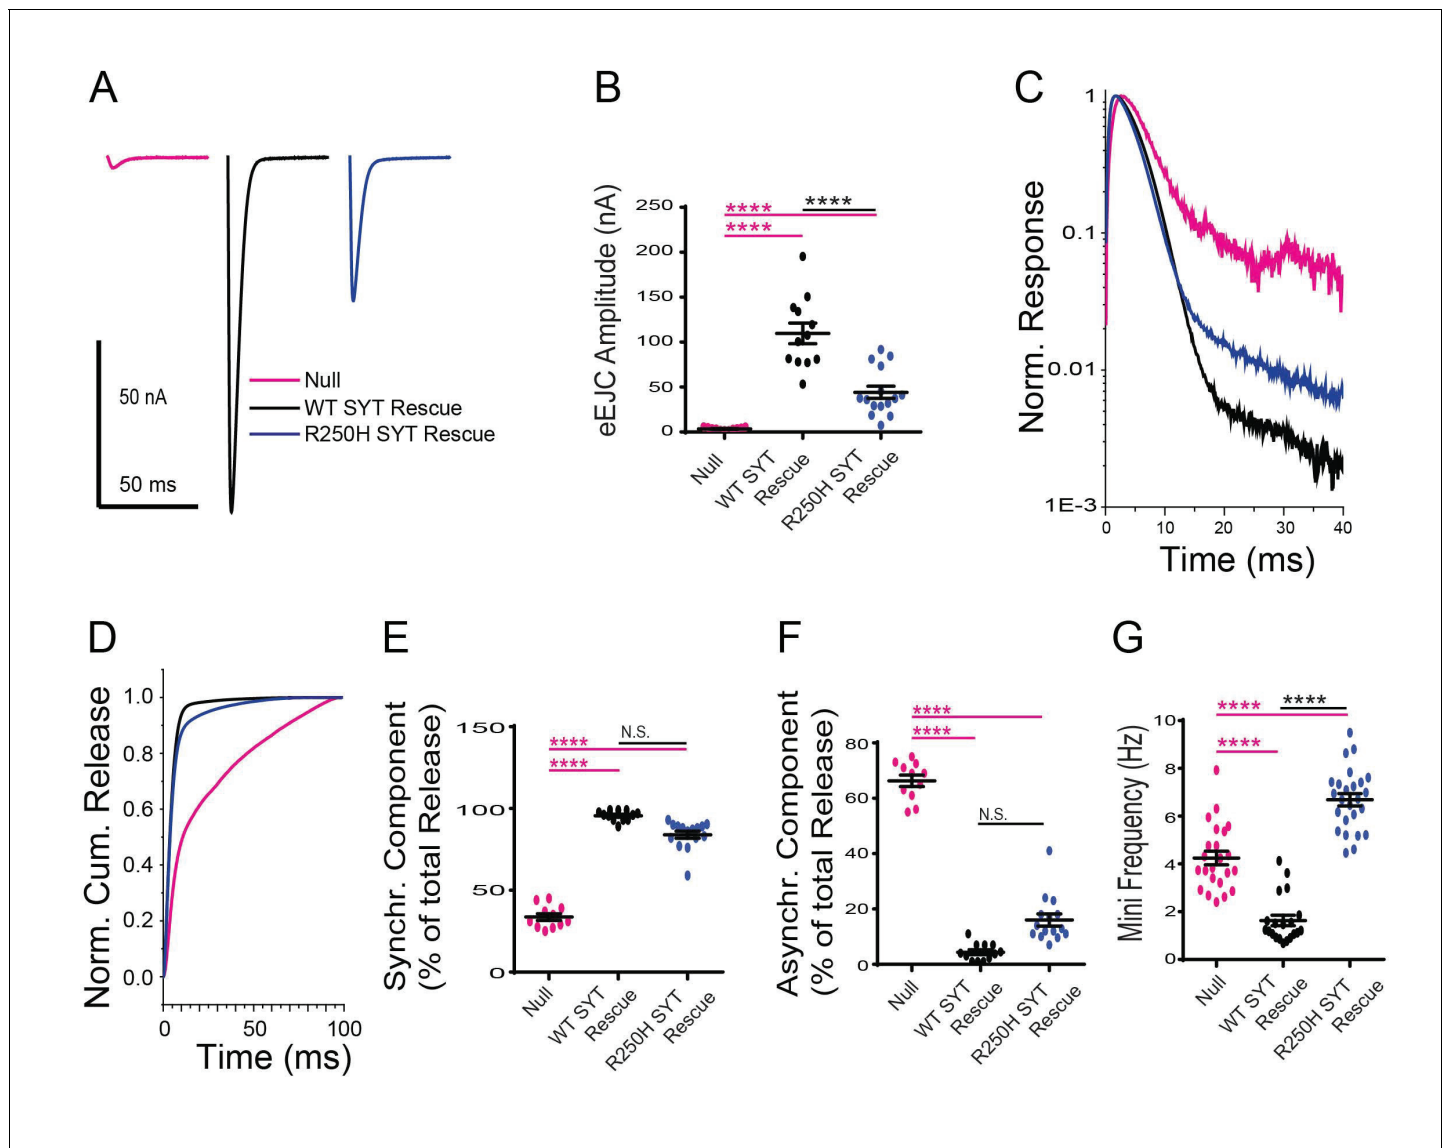 A
50 nA
50 ms
Null
WT SYT Rescue
R250H SYT Rescue
B
eEJC Amplitude (nA)
250
200
150
100
50
0
****
****
****
Null
WT SYT
Rescue
R250H SYT
Rescue
C
Norm. Response
1
0.1
0.01
1E-3
0
10
20
30
40
Time (ms)
D
Norm. Cum. Release
1.0
0.8
0.6
0.4
0.2
0.0
0
50
100
Time (ms)
E
Synchr. Component
(% of total Release)
150
100
50
0
N.S.
****
****
Null
WT SYT
Rescue
R250H SYT
Rescue
F
Asynchr. Component
(% of total Release)
80
60
40
20
0
****
****
N.S.
Null
WT SYT
Rescue
R250H SYT
Rescue
G
Mini Frequency (Hz)
10
8
6
4
2
0
****
****
****
Null
WT SYT
Rescue
R250H SYT
Rescue